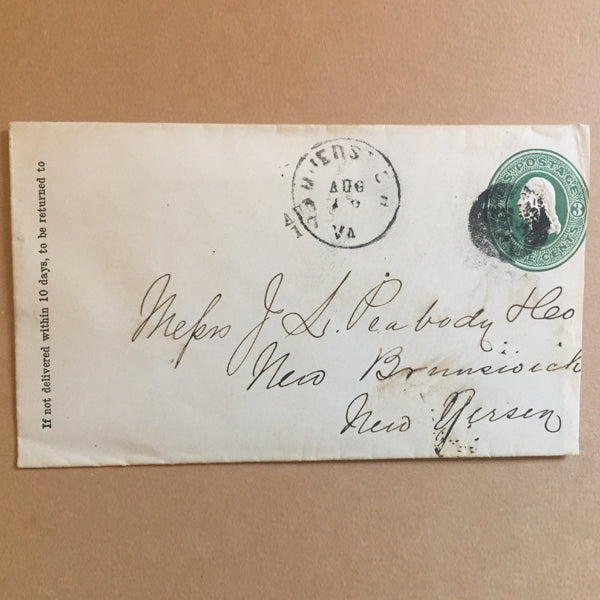 If not delivered within 10 days, to be returned to
AUG
VA
U.S. POSTAGE
3
CENTS
Messrs J. S. Peabody & Co
New Brunswick
New Jersey